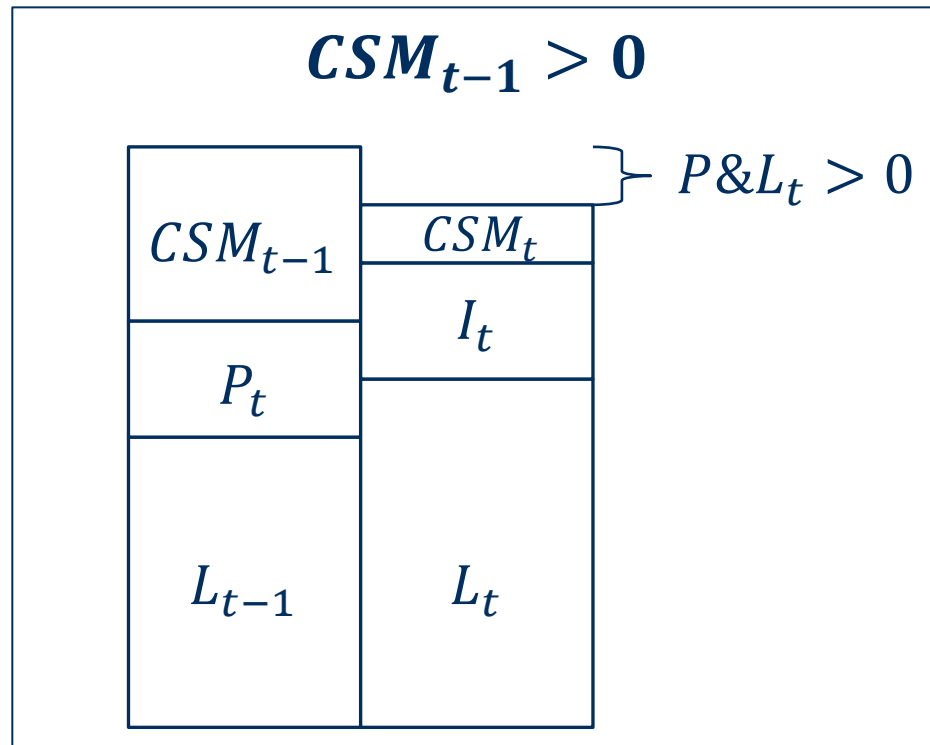 CSM_{t−1} > 0
P&L_t > 0
CSM_{t−1}
CSM_t
I_t
P_t
L_{t−1}
L_t